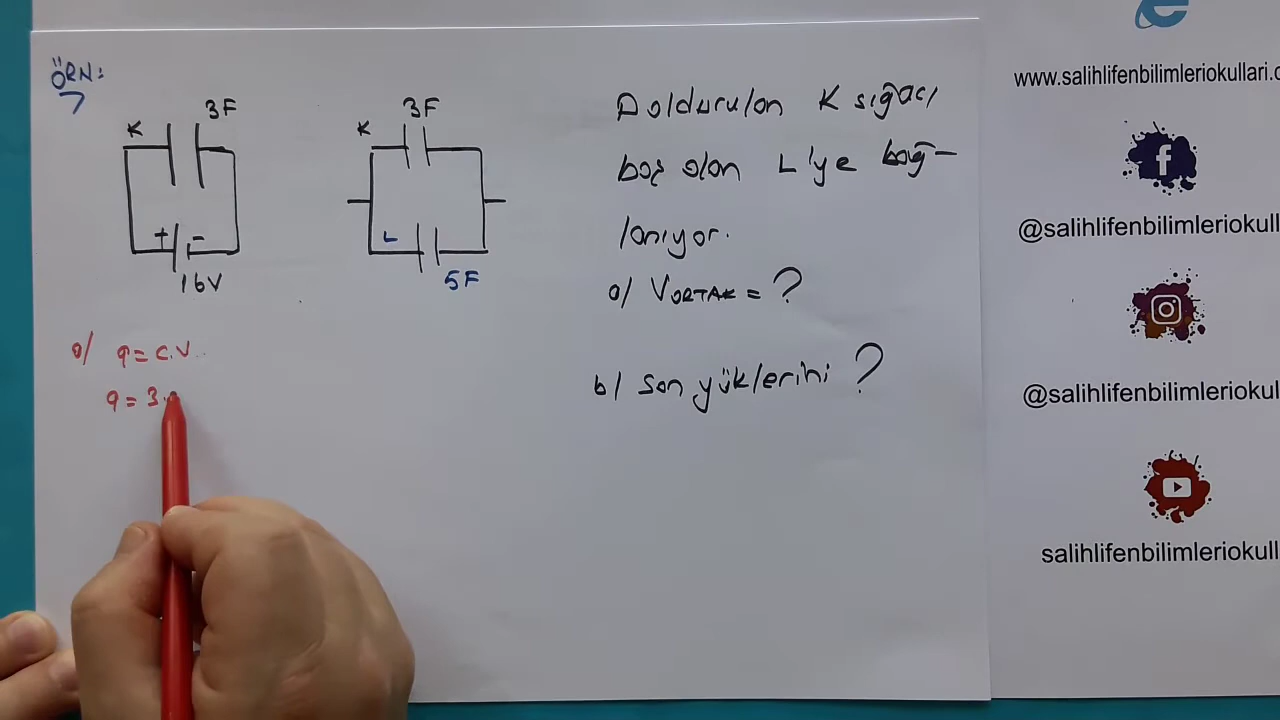 ÖRN:
K 3F
+ -
16V
K 3F
L
5F
Doldurulan K sığacı
boş olan L'ye bağ-
lanıyor.
a) VORTAK = ?
b) Son yüklerini ?
a) q = C.V
q = 3.
www.salihlifenbilimleriokullari.c
f
@salihlifenbilimleriokull
@salihlifenbilimleriokull
salihlifenbilimleriokull